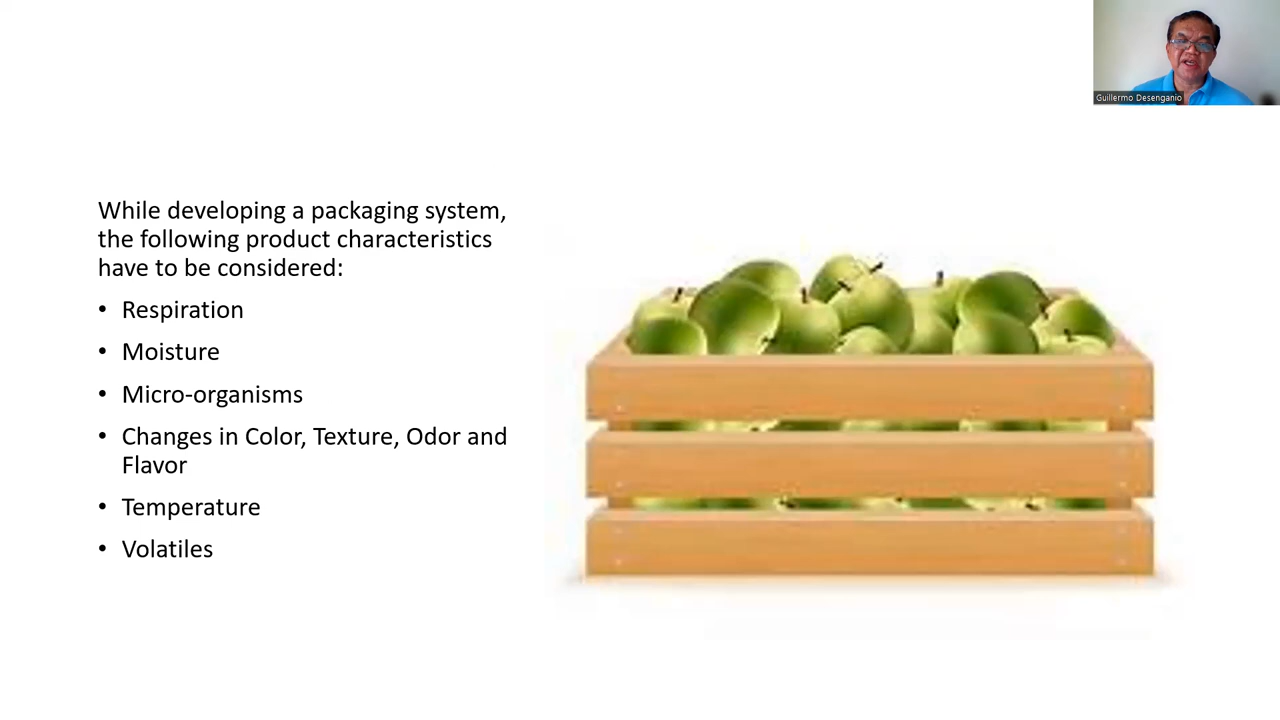 Guillermo Desenganio
While developing a packaging system,
the following product characteristics
have to be considered:
• Respiration
• Moisture
• Micro-organisms
• Changes in Color, Texture, Odor and
Flavor
• Temperature
• Volatiles